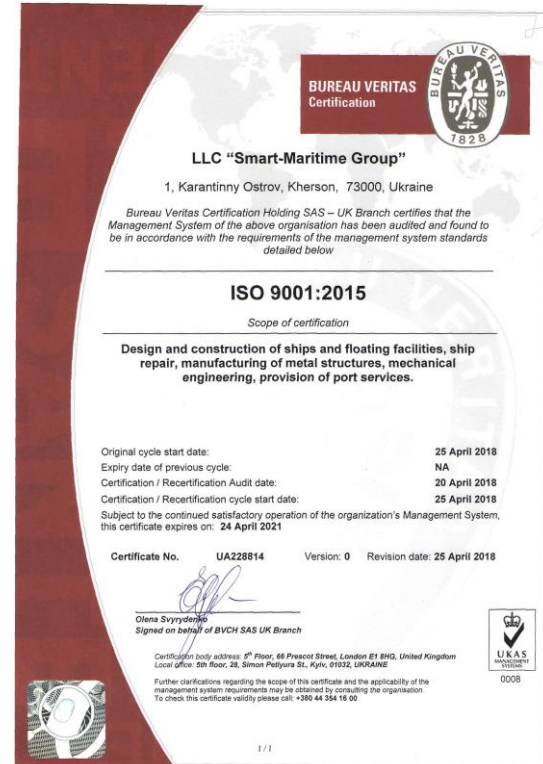 BUREAU VERITAS
Certification
BUREAU VERITAS
1828
LLC “Smart-Maritime Group”
1, Karantinny Ostrov, Kherson, 73000, Ukraine
Bureau Veritas Certification Holding SAS – UK Branch certifies that the
Management System of the above organisation has been audited and found to
be in accordance with the requirements of the management system standards
detailed below
ISO 9001:2015
Scope of certification
Design and construction of ships and floating facilities, ship
repair, manufacturing of metal structures, mechanical
engineering, provision of port services.
Original cycle start date: 25 April 2018
Expiry date of previous cycle: NA
Certification / Recertification Audit date: 20 April 2018
Certification / Recertification cycle start date: 25 April 2018
Subject to the continued satisfactory operation of the organization's Management System,
this certificate expires on: 24 April 2021
Certificate No. UA228814 Version: 0 Revision date: 25 April 2018
Olena Svyrydenko
Signed on behalf of BVCH SAS UK Branch
Certification body address: 5th Floor, 66 Prescot Street, London E1 8HG, United Kingdom
Local office: 5th floor, 28, Simon Petlyura St., Kyiv, 01032, UKRAINE
Further clarifications regarding the scope of this certificate and the applicability of the
management system requirements may be obtained by consulting the organisation.
To check this certificate validity please call: +380 44 354 16 00
UKAS
MANAGEMENT
SYSTEMS
0008
1/1